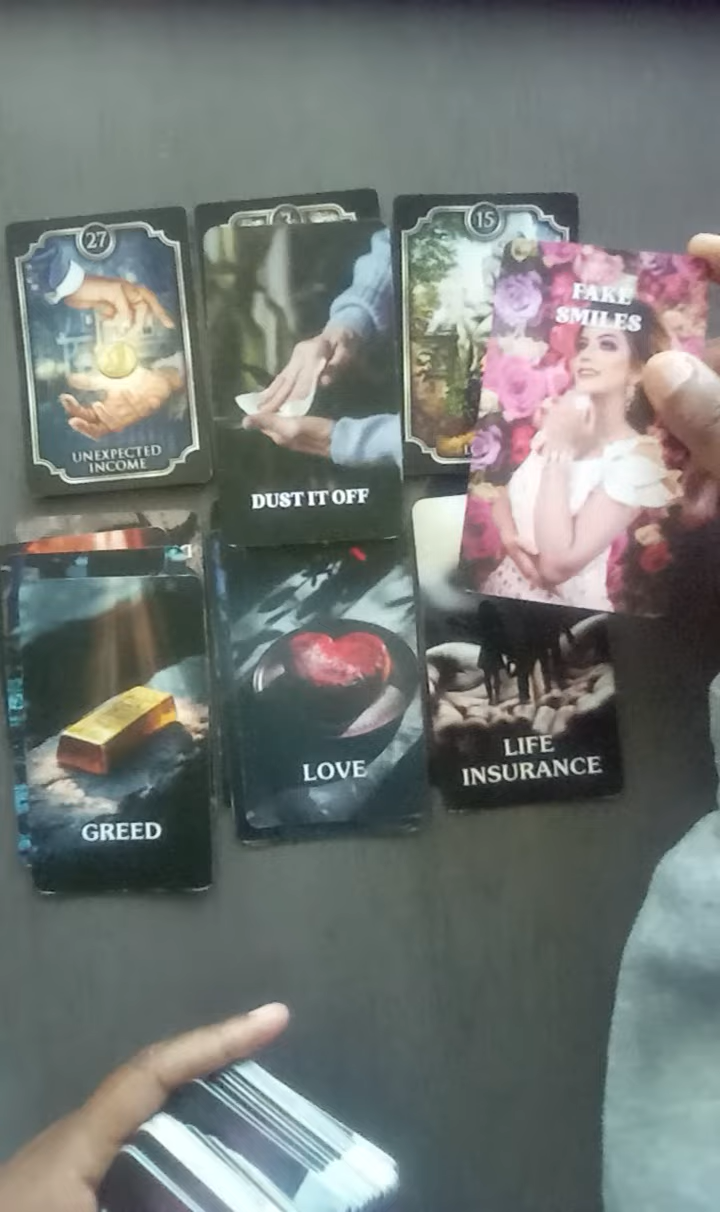 27
15
FAKE
SMILES
UNEXPECTED
INCOME
DUST IT OFF
LIFE
INSURANCE
LOVE
GREED